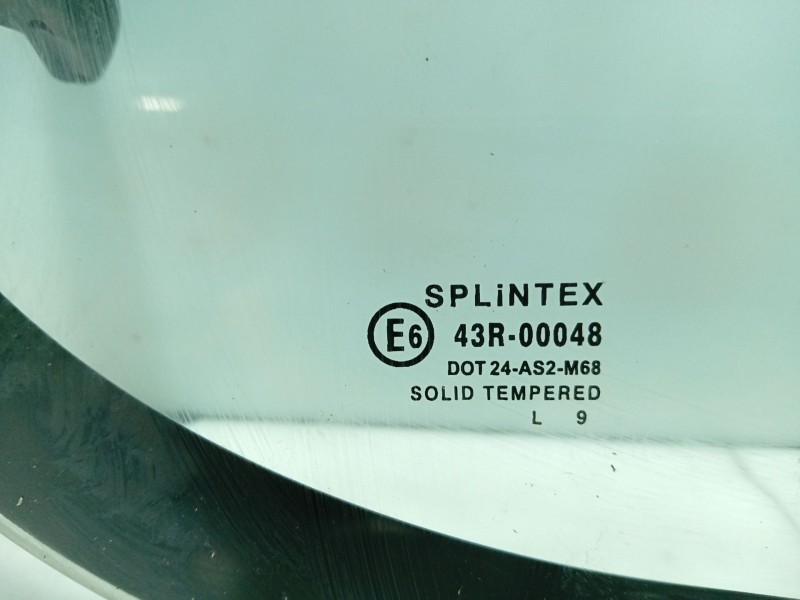 SPLiNTEX
E6 43R-00048
DOT 24-AS2-M68
SOLID TEMPERED
L 9